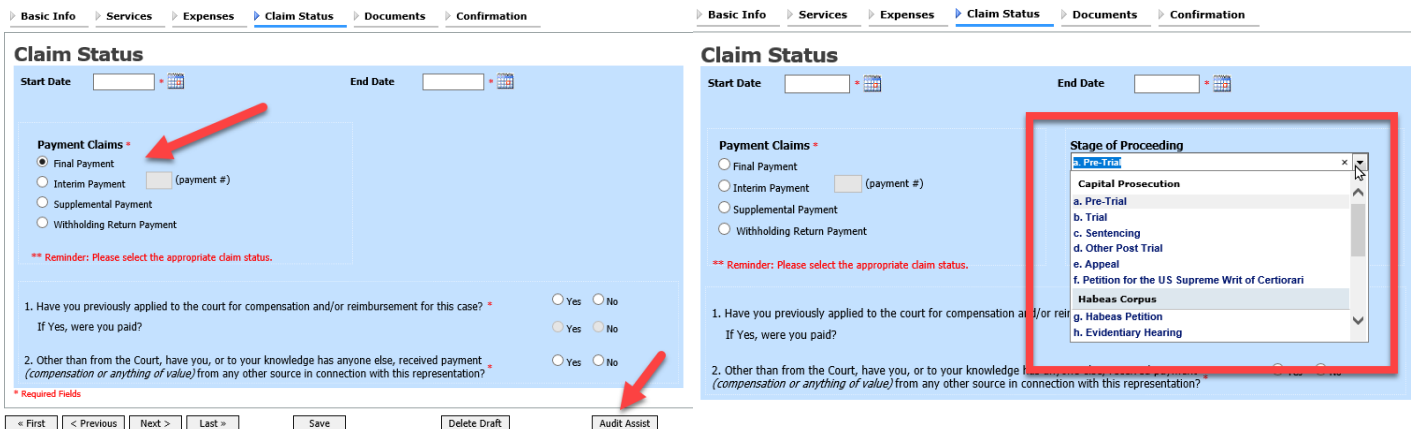 Basic Info Services Expenses Claim Status Documents Confirmation
Claim Status
Start Date * End Date *
Payment Claims *
Final Payment
Interim Payment (payment #)
Supplemental Payment
Withholding Return Payment
** Reminder: Please select the appropriate claim status.
1. Have you previously applied to the court for compensation and/or reimbursement for this case? * Yes No
If Yes, were you paid? Yes No
2. Other than from the Court, have you, or to your knowledge has anyone else, received payment
(compensation or anything of value) from any other source in connection with this representation? * Yes No
* Required Fields
« First < Previous Next > Last » Save Delete Draft Audit Assist
Basic Info Services Expenses Claim Status Documents Confirmation
Claim Status
Start Date * End Date *
Payment Claims *
Final Payment
Interim Payment (payment #)
Supplemental Payment
Withholding Return Payment
** Reminder: Please select the appropriate claim status.
Stage of Proceeding
a. Pre-Trial ×
Capital Prosecution
a. Pre-Trial
b. Trial
c. Sentencing
d. Other Post Trial
e. Appeal
f. Petition for the US Supreme Writ of Certiorari
Habeas Corpus
g. Habeas Petition
h. Evidentiary Hearing
1. Have you previously applied to the court for compensation and/or
If Yes, were you paid?
2. Other than from the Court, have you, or to your knowledge
(compensation or anything of value) from any other source in connection with this representation? *